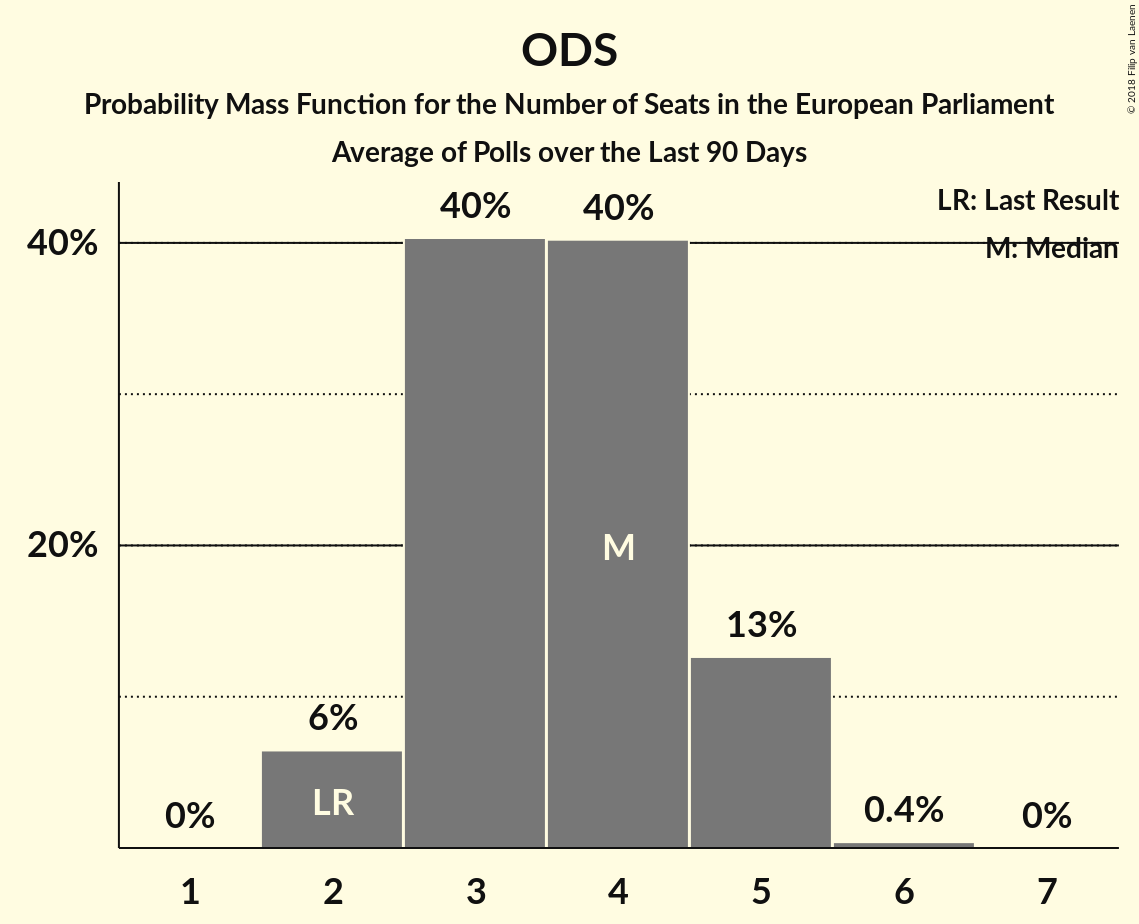 ODS
Probability Mass Function for the Number of Seats in the European Parliament
Average of Polls over the Last 90 Days
© 2018 Filip van Laenen
LR: Last Result
M: Median
40%
20%
0%
6%
40%
40%
13%
0.4%
0%
LR
M
1 2 3 4 5 6 7